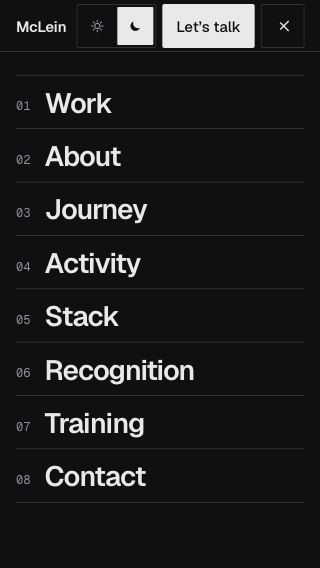 McLein
Let's talk
01 Work
02 About
03 Journey
04 Activity
05 Stack
06 Recognition
07 Training
08 Contact